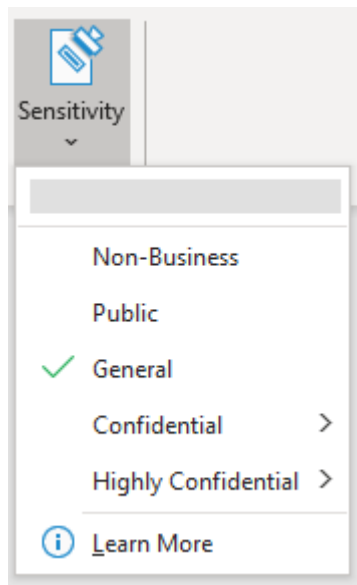 Sensitivity
Non-Business
Public
General
Confidential
Highly Confidential
Learn More